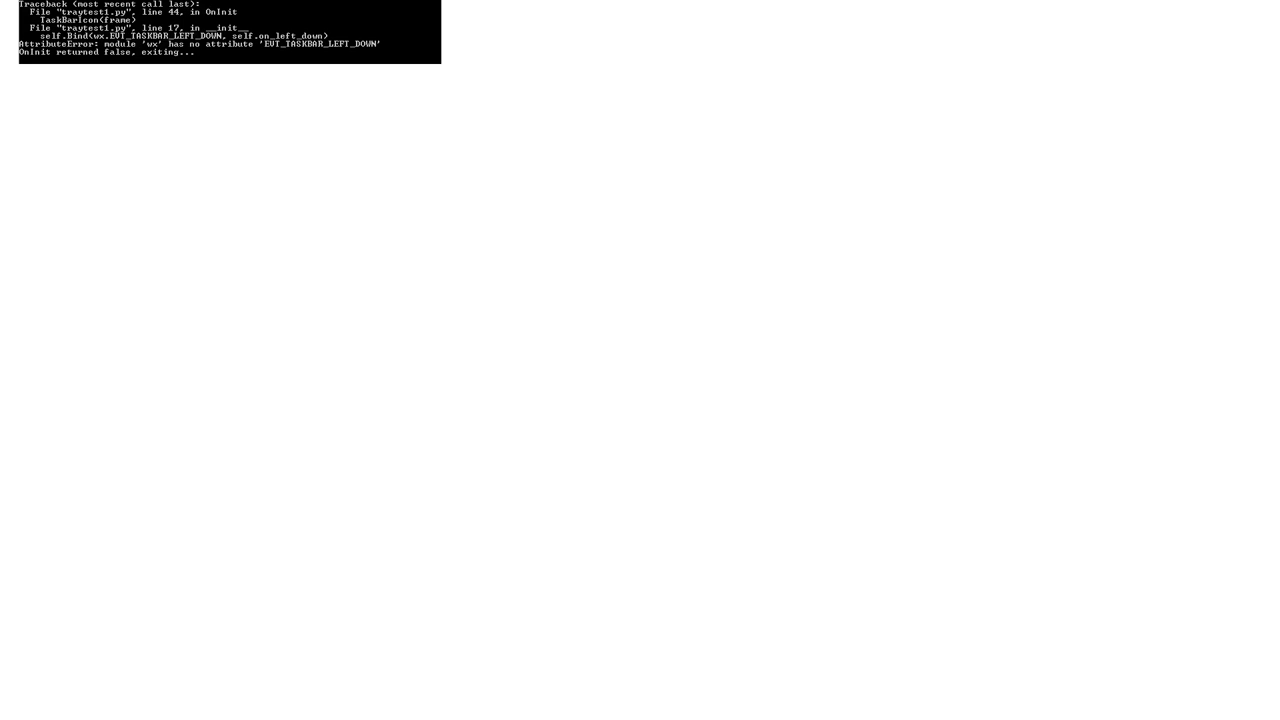 Traceback (most recent call last):
  File "traytest1.py", line 44, in OnInit
    TaskBarIcon(frame)
  File "traytest1.py", line 17, in __init__
    self.Bind(wx.EVT_TASKBAR_LEFT_DOWN, self.on_left_down)
AttributeError: module 'wx' has no attribute 'EVT_TASKBAR_LEFT_DOWN'
OnInit returned false, exiting...